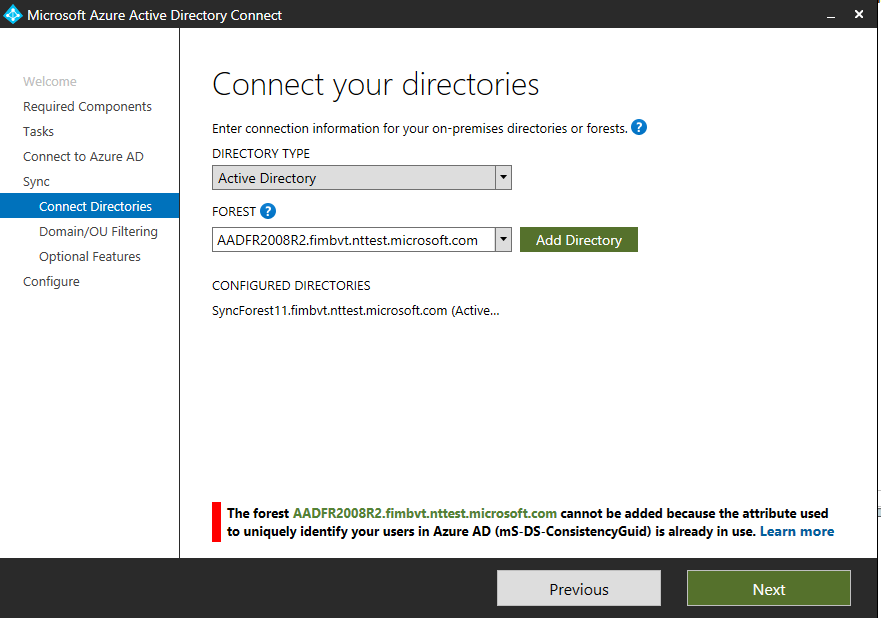 Microsoft Azure Active Directory Connect
Welcome
Required Components
Tasks
Connect to Azure AD
Sync
Connect Directories
Domain/OU Filtering
Optional Features
Configure
Connect your directories
Enter connection information for your on-premises directories or forests. ?
DIRECTORY TYPE
Active Directory
FOREST ?
AADFR2008R2.fimbvt.nttest.microsoft.com
Add Directory
CONFIGURED DIRECTORIES
SyncForest11.fimbvt.nttest.microsoft.com (Active...
The forest AADFR2008R2.fimbvt.nttest.microsoft.com cannot be added because the attribute used
to uniquely identify your users in Azure AD (mS-DS-ConsistencyGuid) is already in use. Learn more
Previous
Next